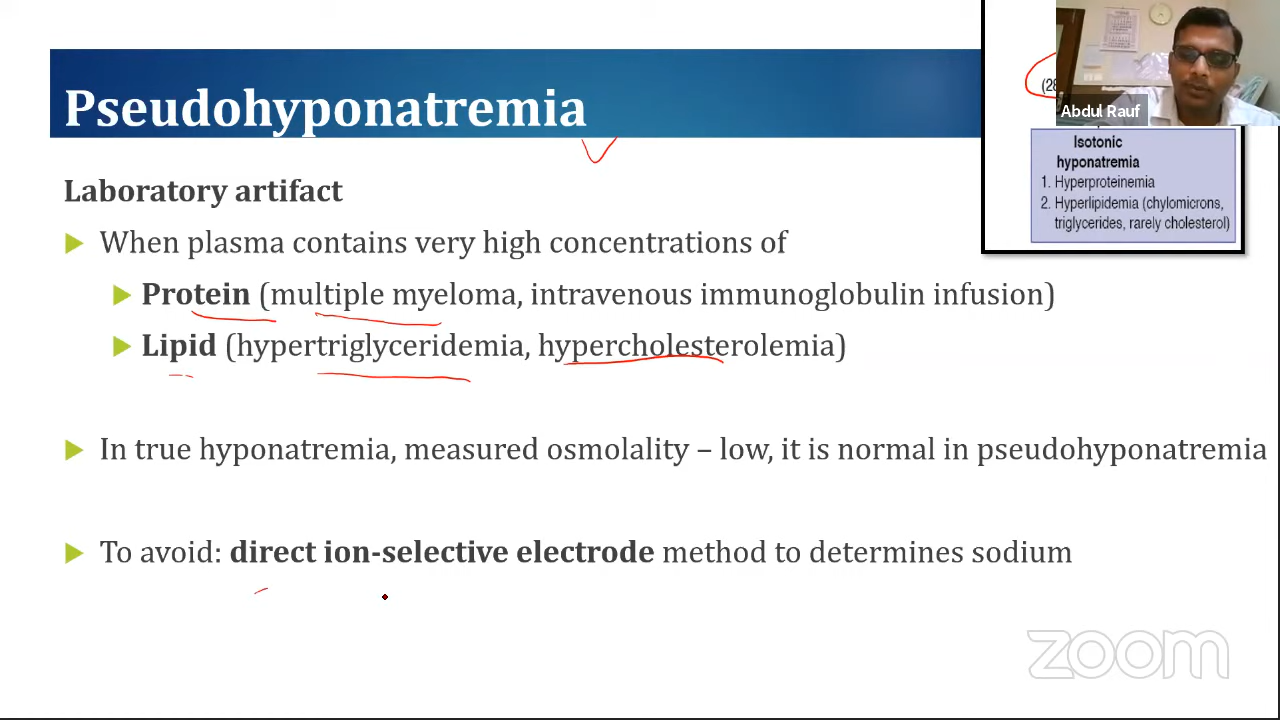 Pseudohyponatremia
Laboratory artifact
When plasma contains very high concentrations of
Protein (multiple myeloma, intravenous immunoglobulin infusion)
Lipid (hypertriglyceridemia, hypercholesterolemia)
In true hyponatremia, measured osmolality – low, it is normal in pseudohyponatremia
To avoid: direct ion-selective electrode method to determines sodium
(28
Abdul Rauf
Isotonic
hyponatremia
1. Hyperproteinemia
2. Hyperlipidemia (chylomicrons,
triglycerides, rarely cholesterol)
zoom